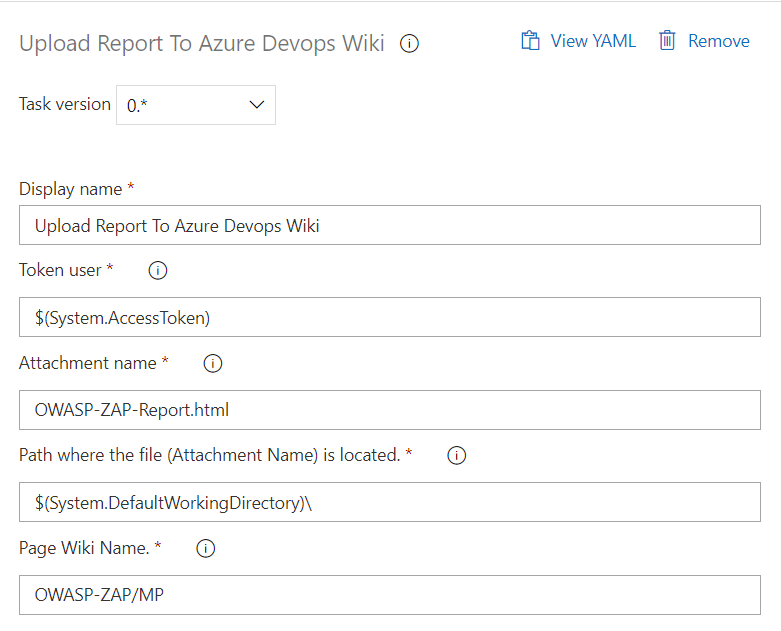 Upload Report To Azure Devops Wiki
View YAML
Remove
Task version 0.*
Display name *
Upload Report To Azure Devops Wiki
Token user *
$(System.AccessToken)
Attachment name *
OWASP-ZAP-Report.html
Path where the file (Attachment Name) is located. *
$(System.DefaultWorkingDirectory)\
Page Wiki Name. *
OWASP-ZAP/MP